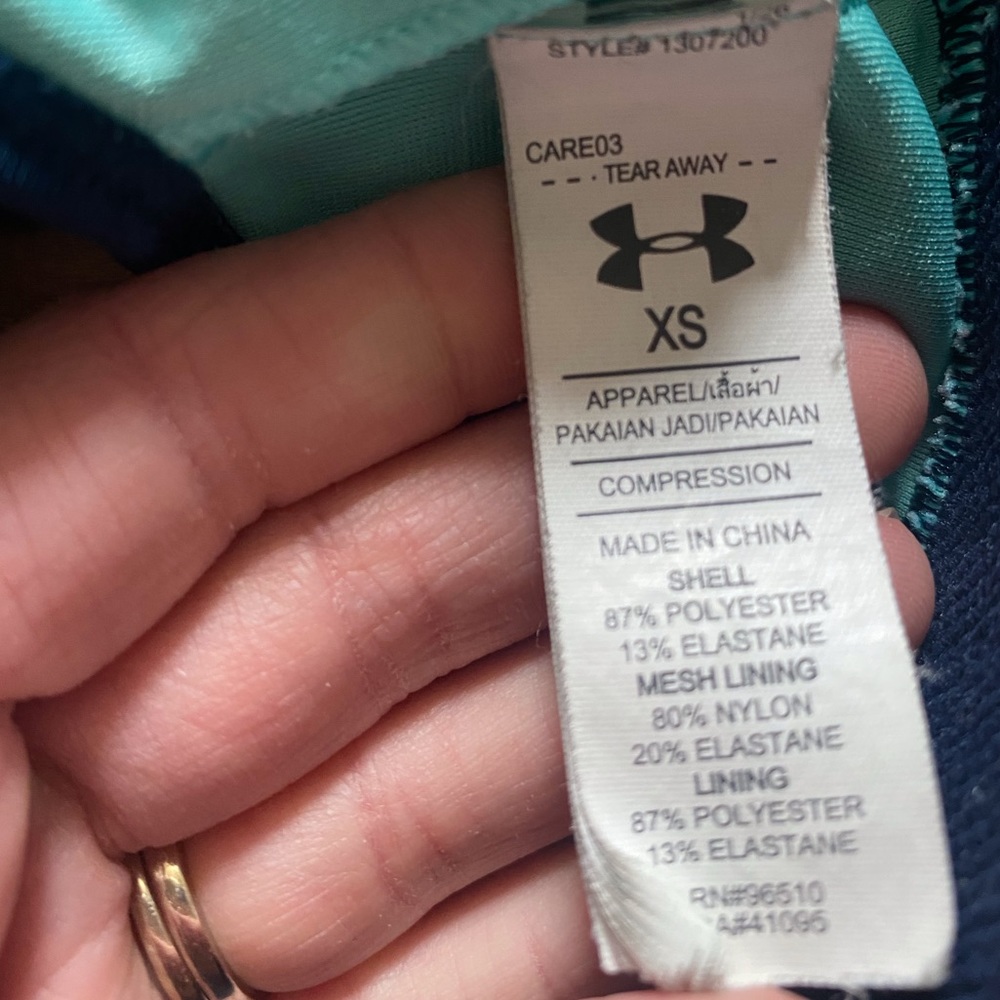 STYLE# 1307200
CARE03
- - - TEAR AWAY - -
XS
APPAREL/เสื้อผ้า/
PAKAIAN JADI/PAKAIAN
COMPRESSION
MADE IN CHINA
SHELL
87% POLYESTER
13% ELASTANE
MESH LINING
80% NYLON
20% ELASTANE
LINING
87% POLYESTER
13% ELASTANE
RN#96510
A#41095